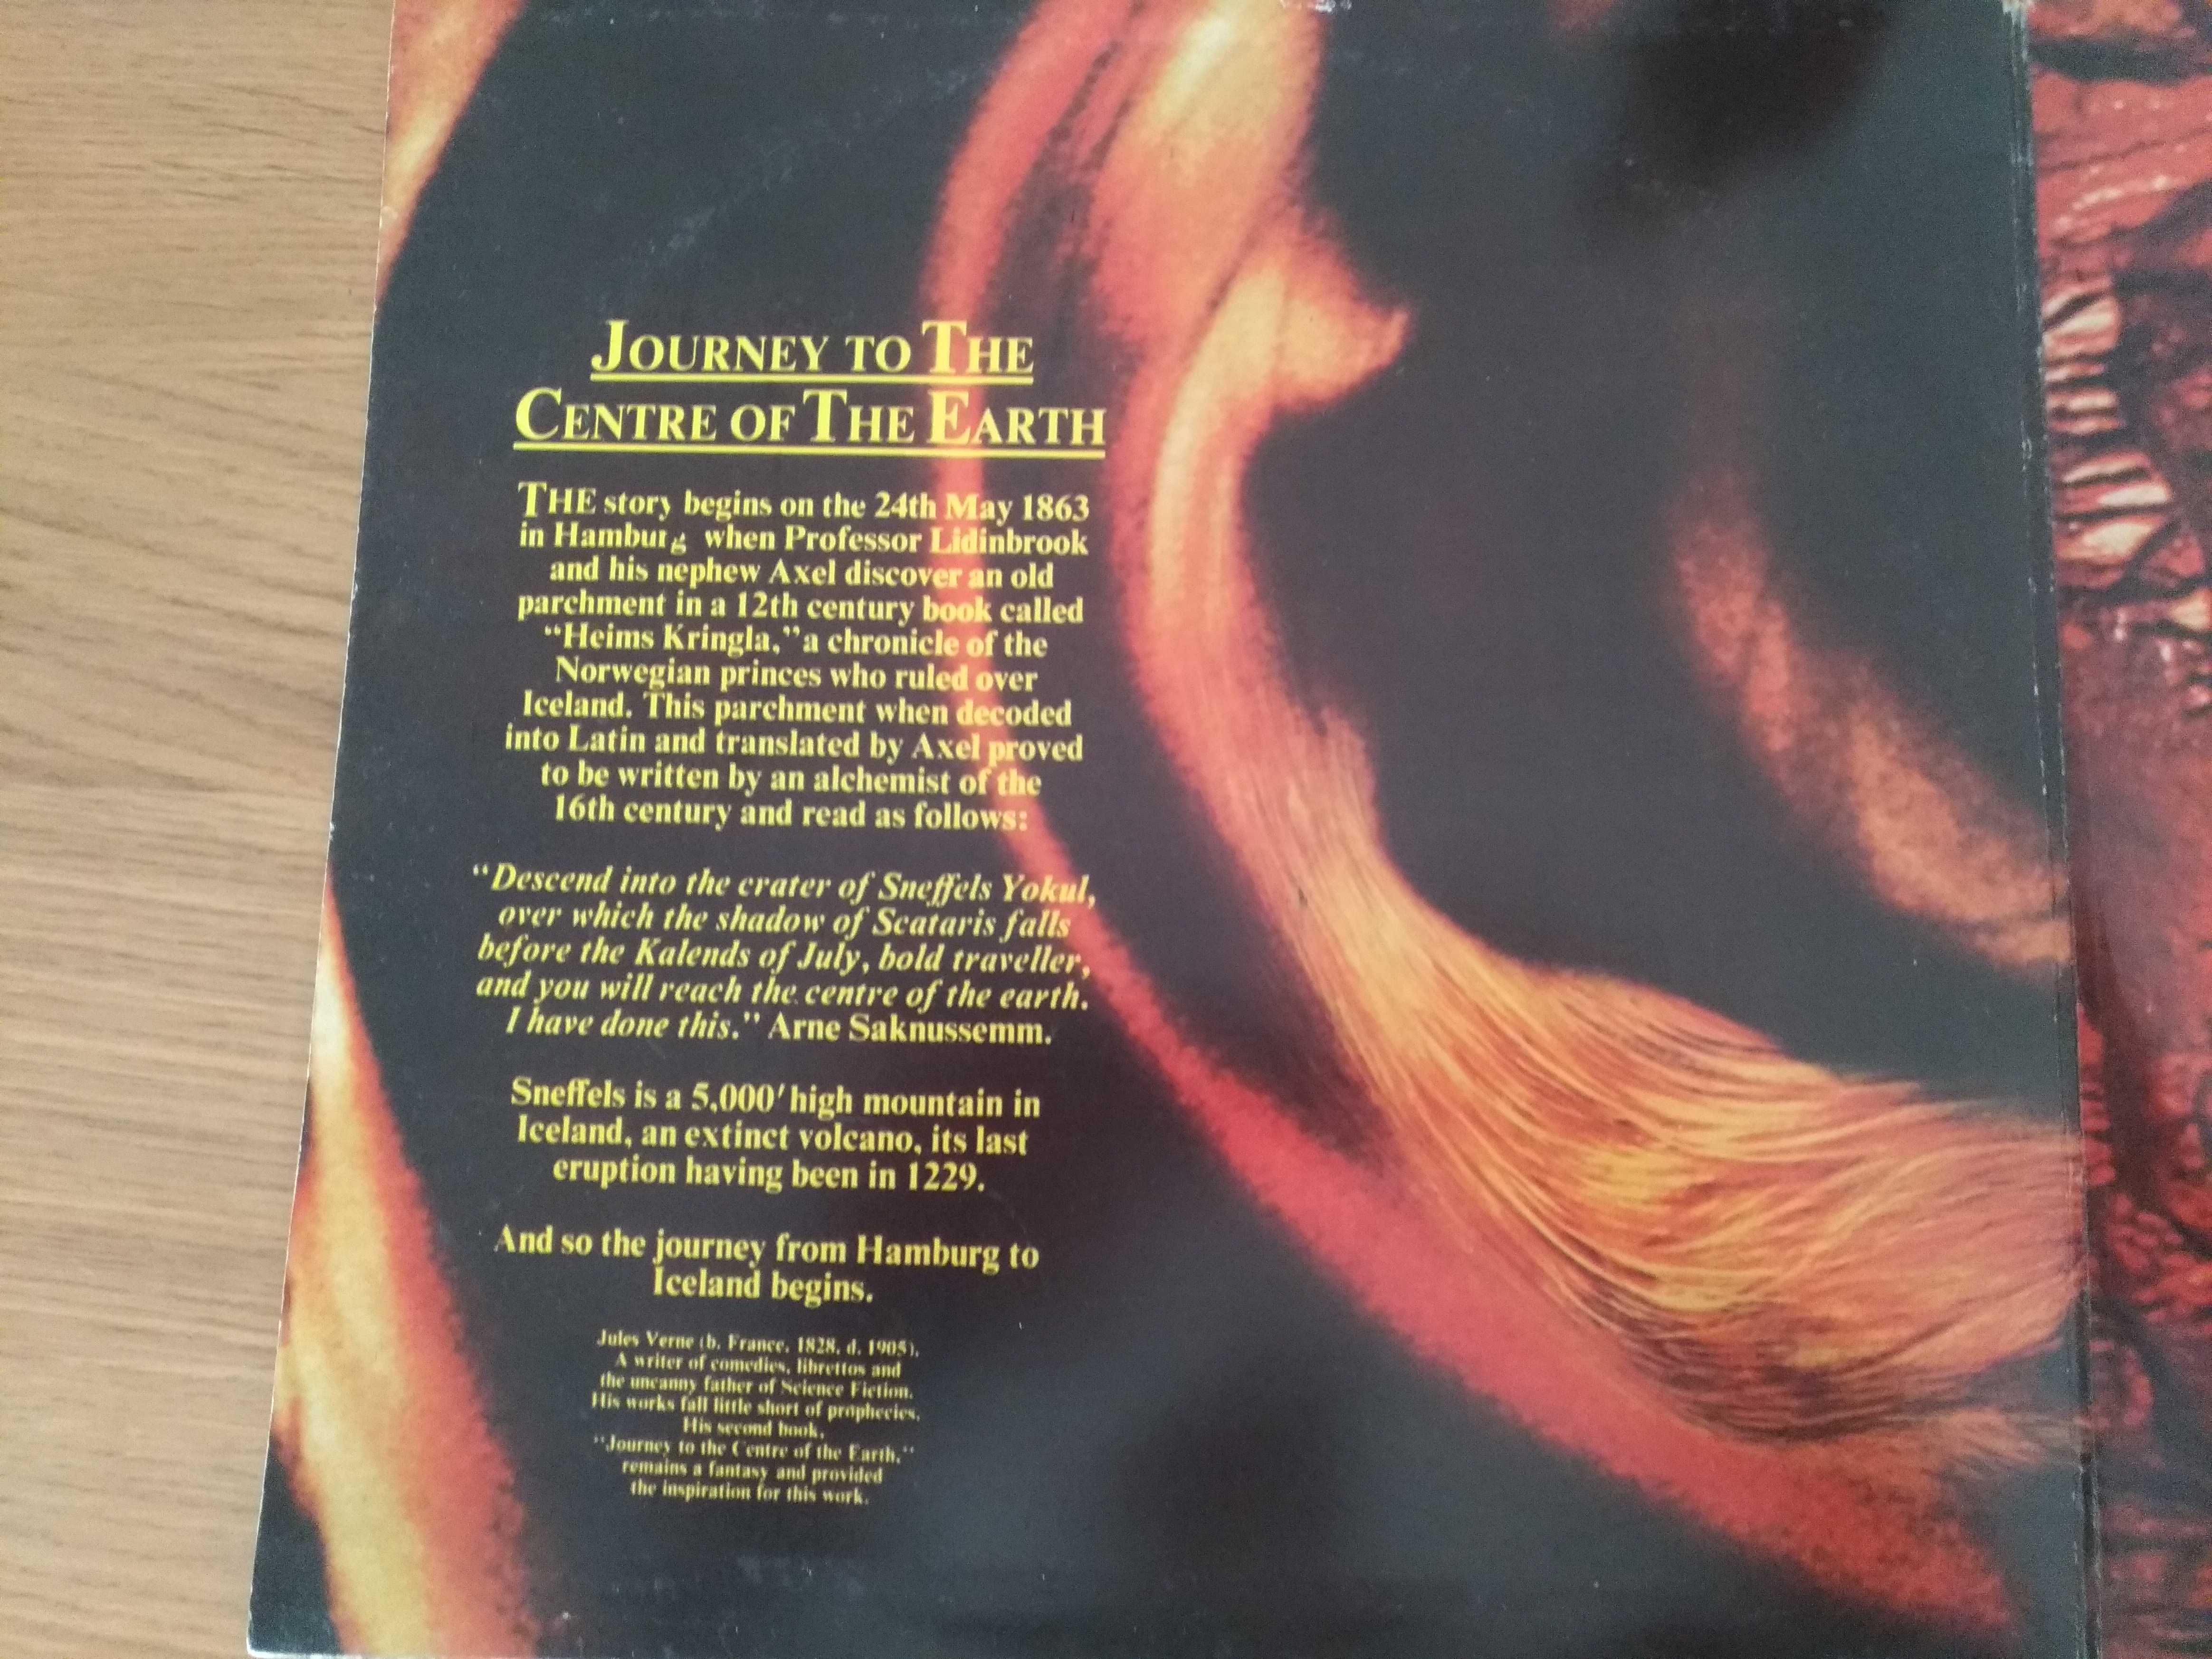 JOURNEY TO THE
CENTRE OF THE EARTH
THE story begins on the 24th May 1863
in Hamburg when Professor Lidinbrook
and his nephew Axel discover an old
parchment in a 12th century book called
“Heims Kringla,” a chronicle of the
Norwegian princes who ruled over
Iceland. This parchment when decoded
into Latin and translated by Axel proved
to be written by an alchemist of the
16th century and read as follows:
“Descend into the crater of Sneffels Yokul,
over which the shadow of Scataris falls
before the Kalends of July, bold traveller,
and you will reach the centre of the earth.
I have done this.” Arne Saknussemm.
Sneffels is a 5,000′ high mountain in
Iceland, an extinct volcano, its last
eruption having been in 1229.
And so the journey from Hamburg to
Iceland begins.
Jules Verne (b. France, 1828, d. 1905),
A writer of comedies, librettos and
the uncanny father of Science Fiction.
His works fall little short of prophecies.
His second book,
“Journey to the Centre of the Earth,”
remains a fantasy and provided
the inspiration for this work.